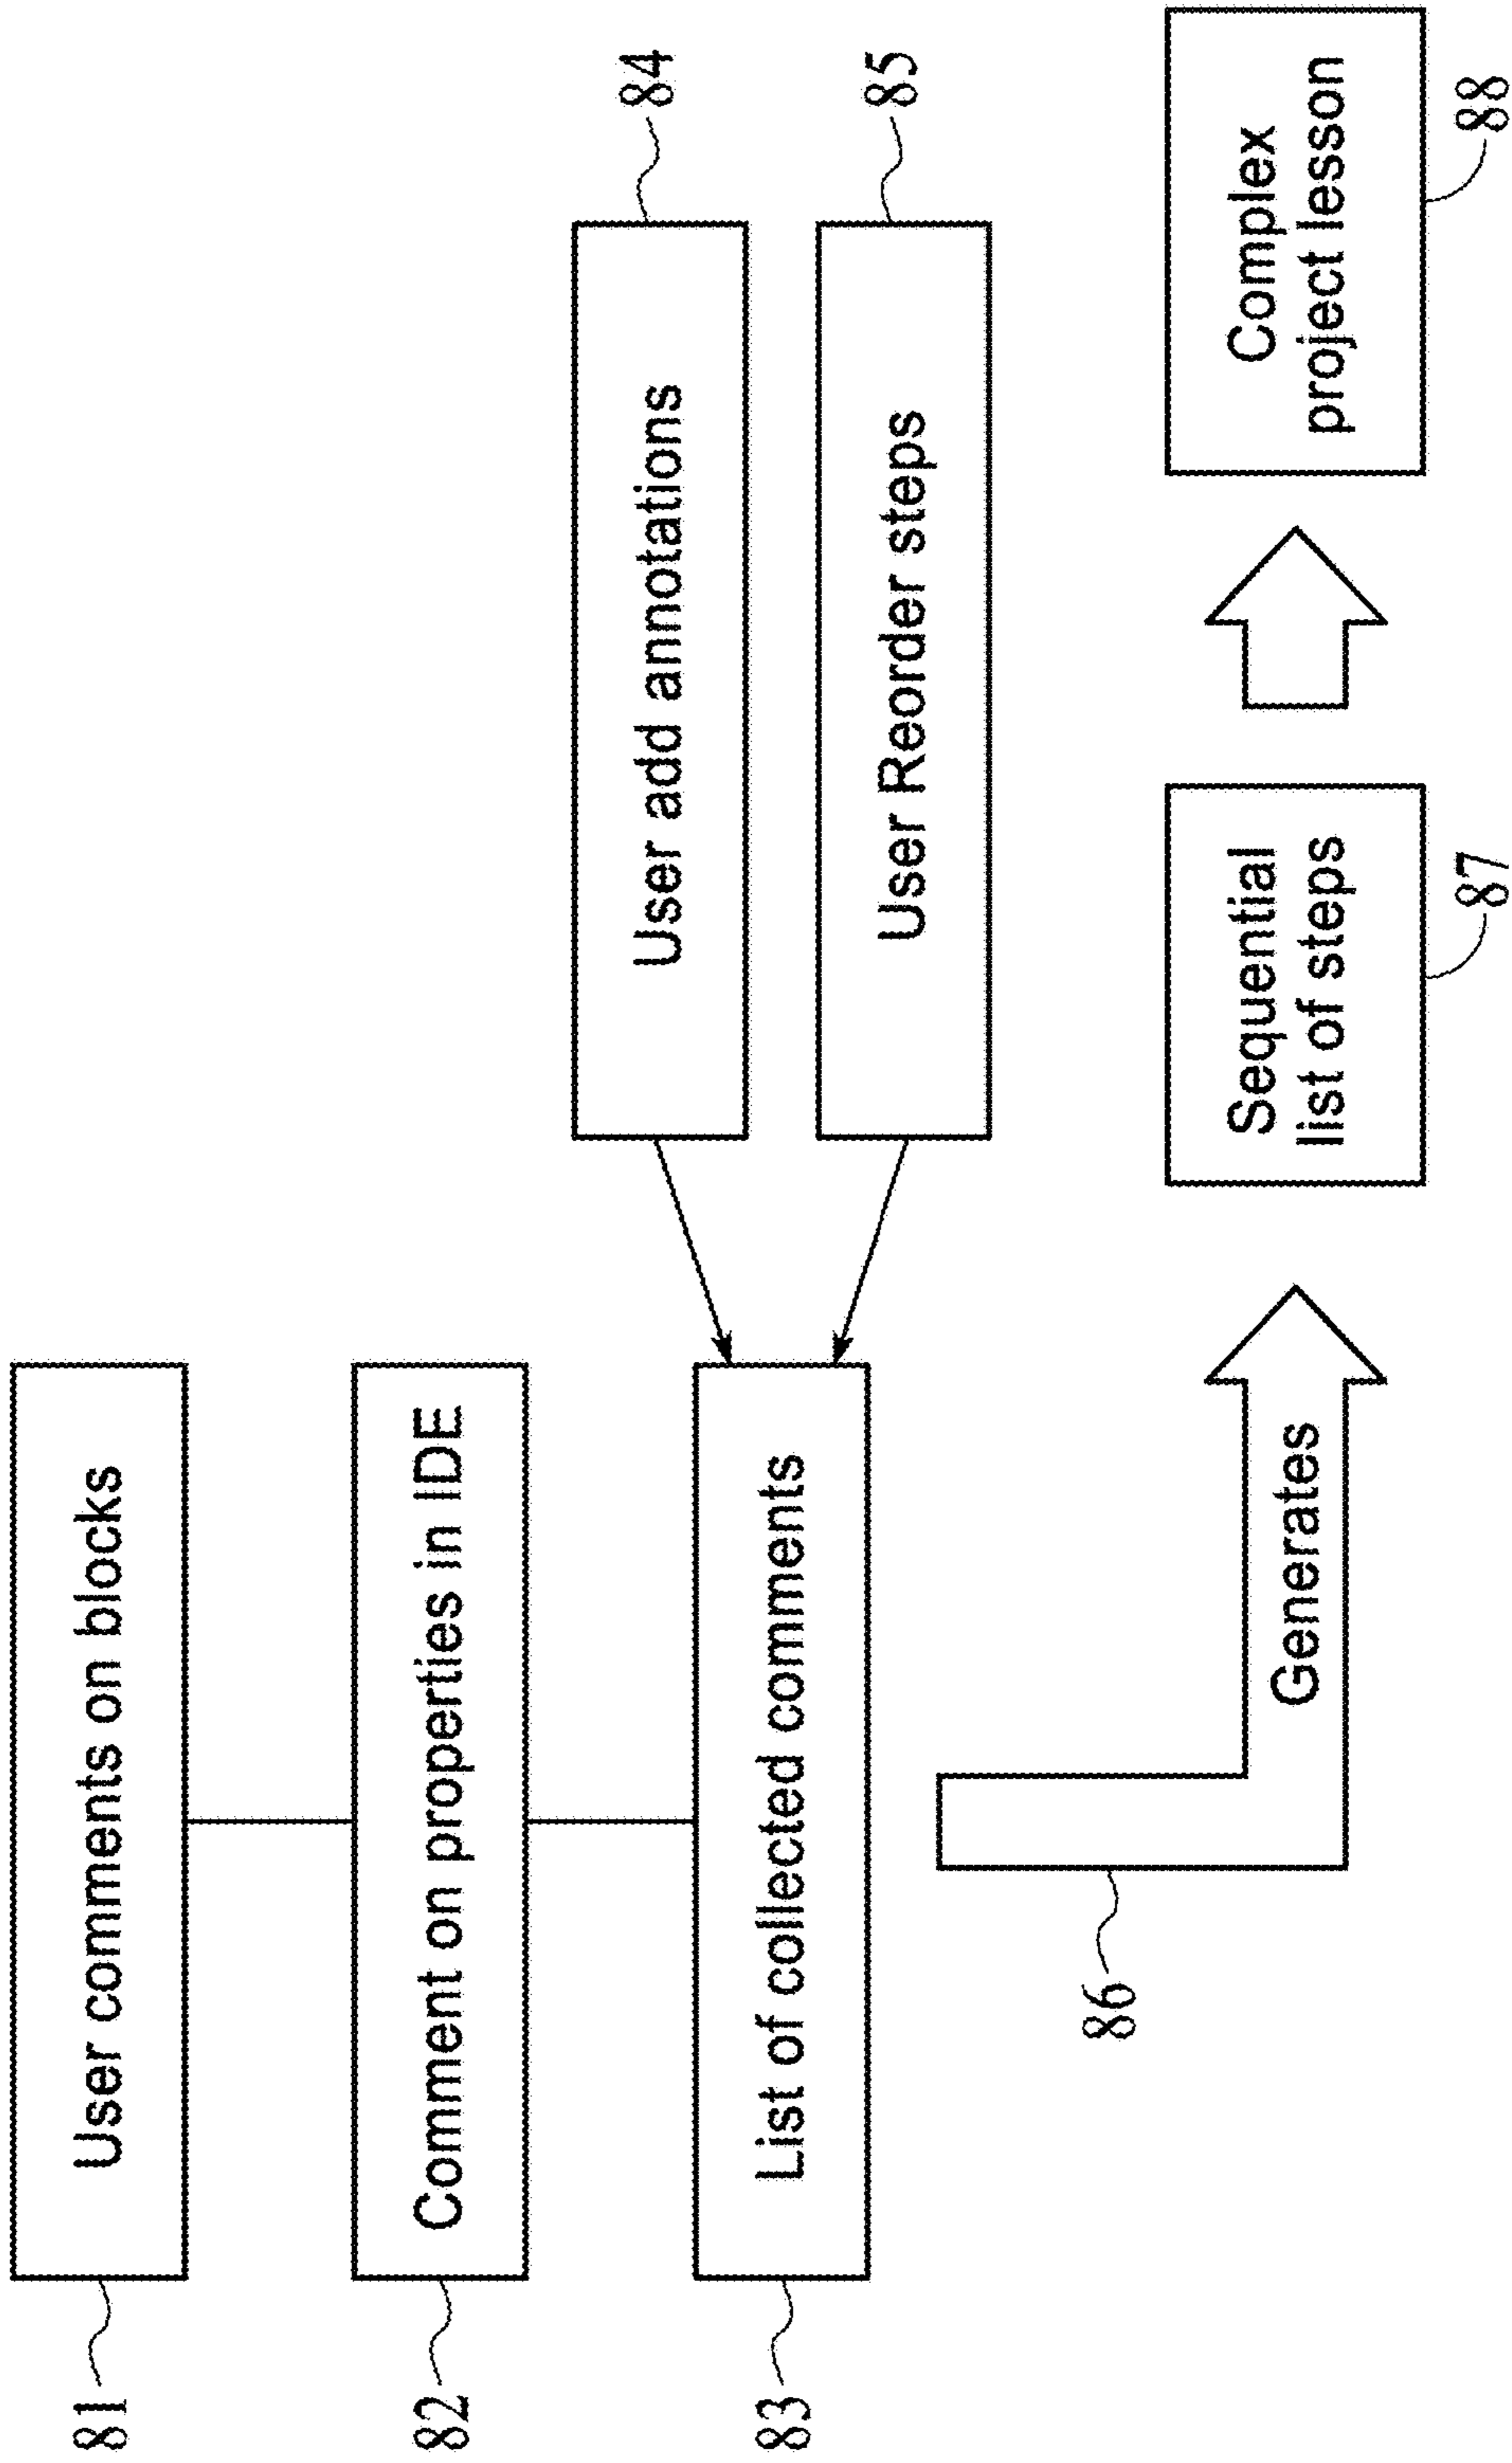 81
User comments on blocks
82
Comment on properties in IDE
83
List of collected comments
User add annotations
84
User Reorder steps
85
86
Generates
Sequential
list of steps
87
Complex
project lesson
88